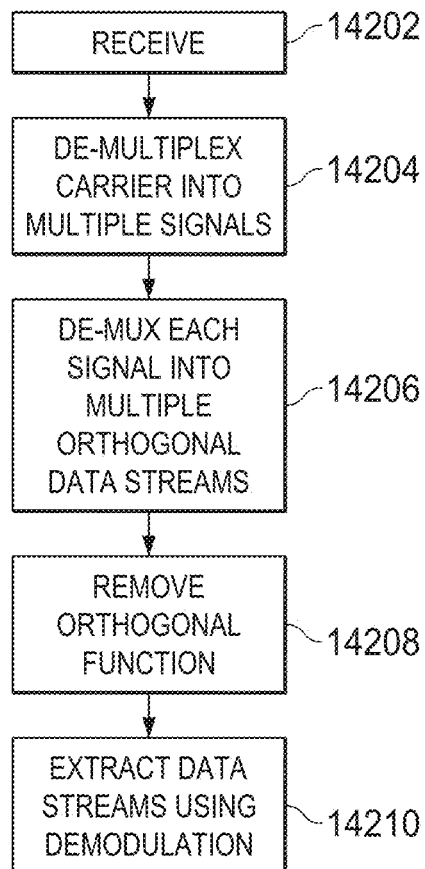 RECEIVE
14202
DE-MULTIPLEX
CARRIER INTO
MULTIPLE SIGNALS
14204
DE-MUX EACH
SIGNAL INTO
MULTIPLE
ORTHOGONAL
DATA STREAMS
14206
REMOVE
ORTHOGONAL
FUNCTION
14208
EXTRACT DATA
STREAMS USING
DEMODULATION
14210